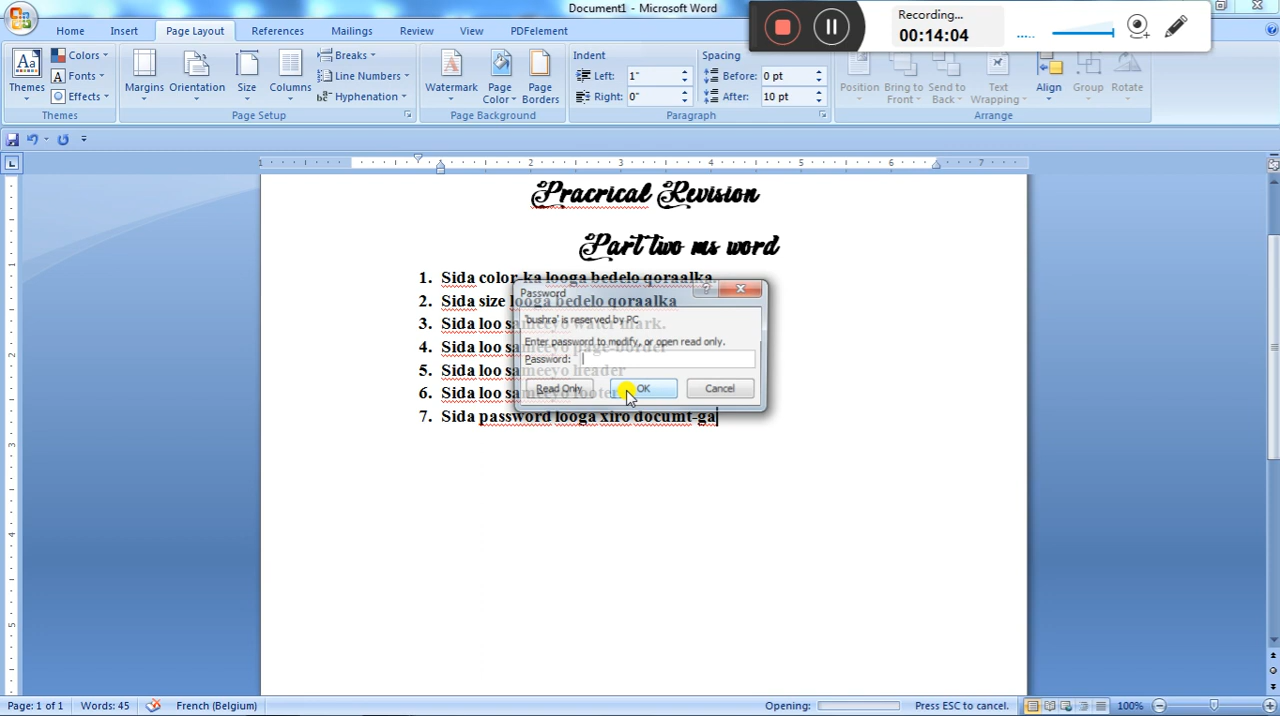 Document1 - Microsoft Word
Recording...
00:14:04
Home Insert Page Layout References Mailings Review View PDFelement
Themes
Colors
Fonts
Effects
Themes
Margins Orientation Size Columns
Breaks
Line Numbers
Hyphenation
Page Setup
Watermark Page Color Page Borders
Page Background
Indent
Left: 1"
Right: 0"
Spacing
Before: 0 pt
After: 10 pt
Paragraph
Position Bring to Front Send to Back Text Wrapping Align Group Rotate
Arrange
Pracrical Revision
Part two ms word
1. Sida color-ka looga bedelo qoraalka.
2. Sida size looga bedelo qoraalka
3. Sida loo sameeyo water mark.
4. Sida loo sameeyo page-border
5. Sida loo sameeyo header
6. Sida loo sameeyo footer
7. Sida password looga xiro documt-ga
Password
'bushra' is reserved by PC
Enter password to modify, or open read only.
Password:
Read Only OK Cancel
Page: 1 of 1 Words: 45 French (Belgium) Opening: Press ESC to cancel. 100%